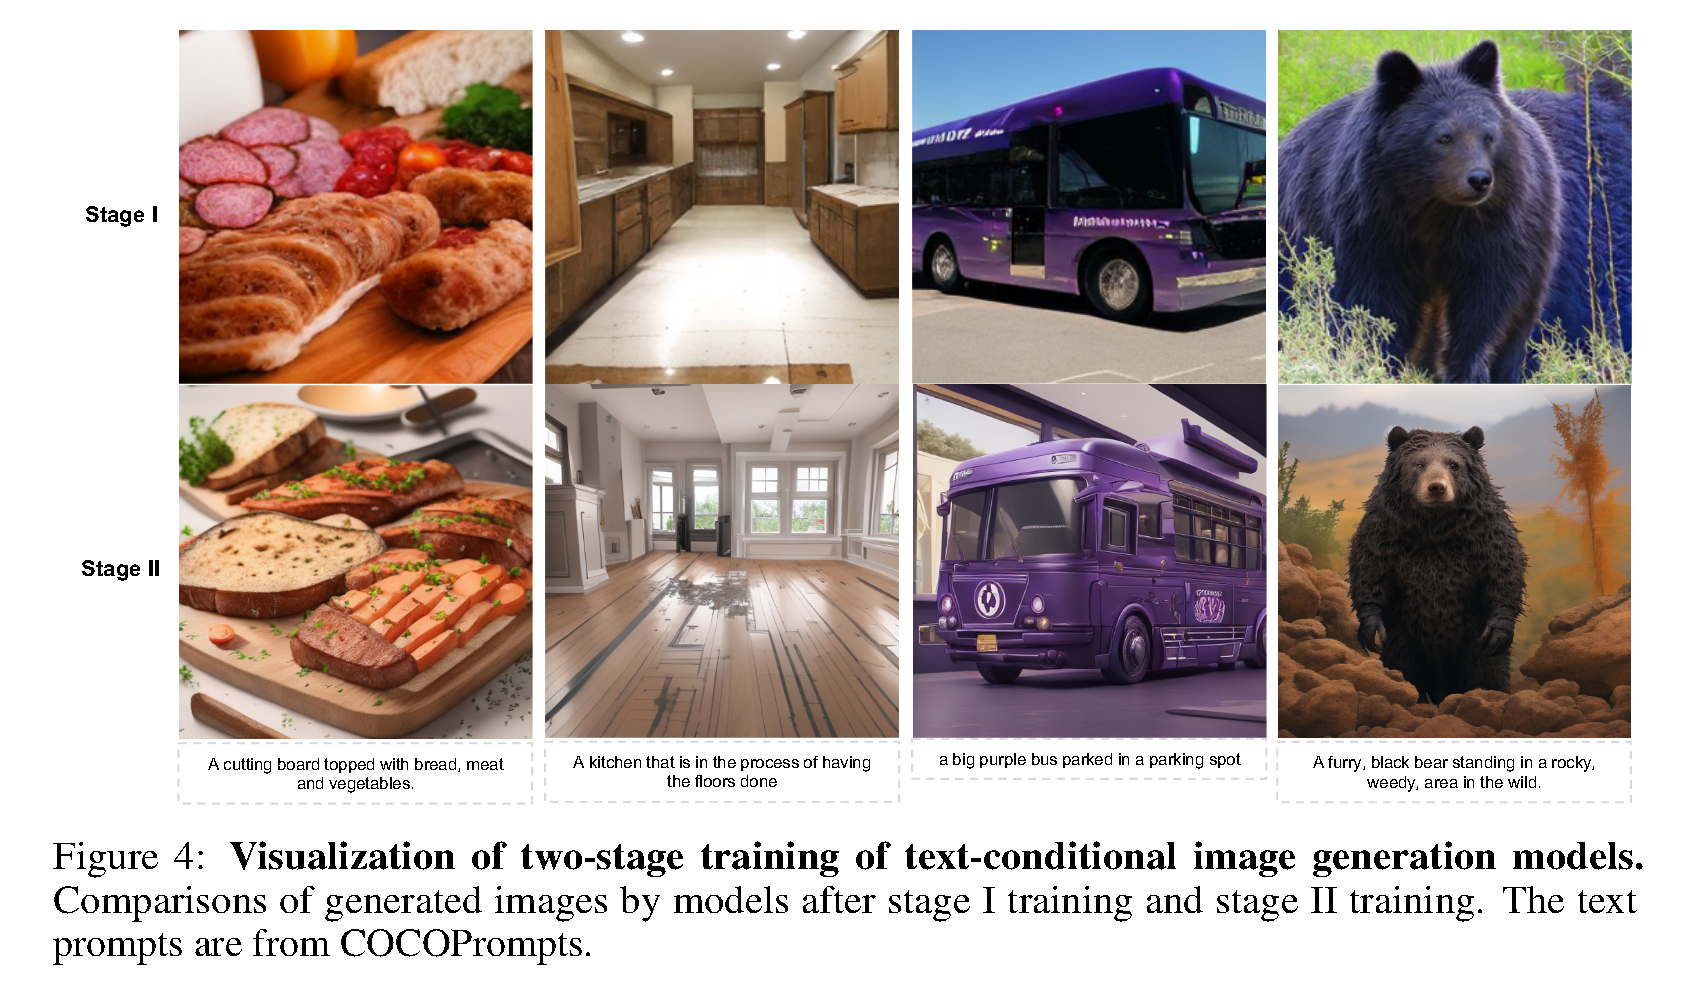 Stage I
Stage II
A cutting board topped with bread, meat
and vegetables.
A kitchen that is in the process of having
the floors done
a big purple bus parked in a parking spot
A furry, black bear standing in a rocky,
weedy, area in the wild.
Figure 4: Visualization of two-stage training of text-conditional image generation models.
Comparisons of generated images by models after stage I training and stage II training. The text
prompts are from COCOPrompts.